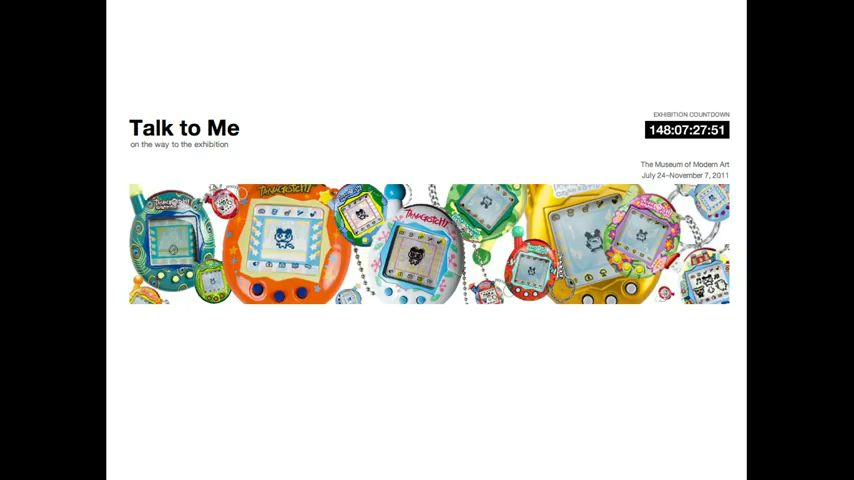 EXHIBITION COUNTDOWN
Talk to Me
148:07:27:51
on the way to the exhibition
The Museum of Modern Art
July 24–November 7, 2011
TAMAGOTCHI
TAMAGOTCHI